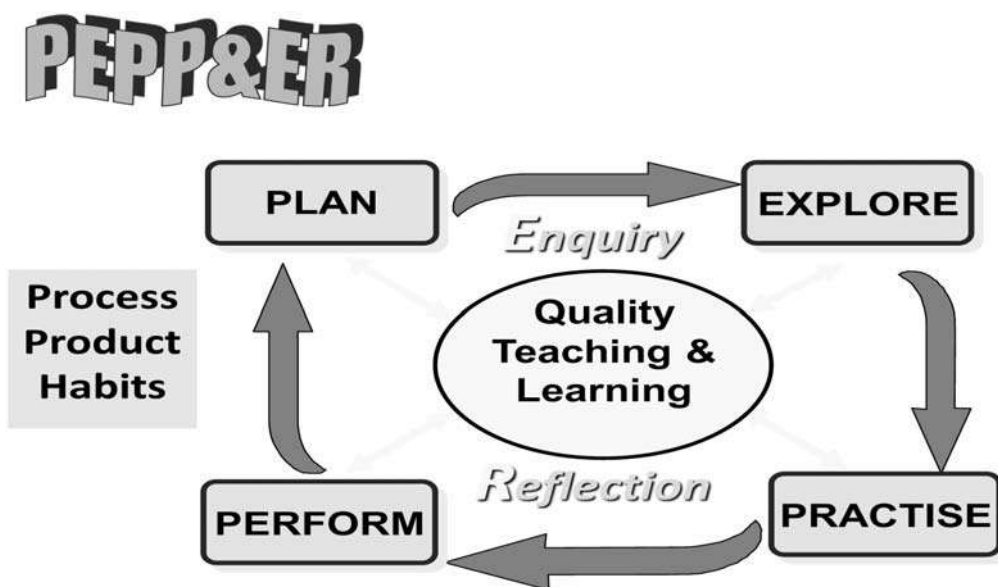 PEPP&ER
PLAN
EXPLORE
Enquiry
Process
Product
Habits
Quality
Teaching &
Learning
Reflection
PERFORM
PRACTISE